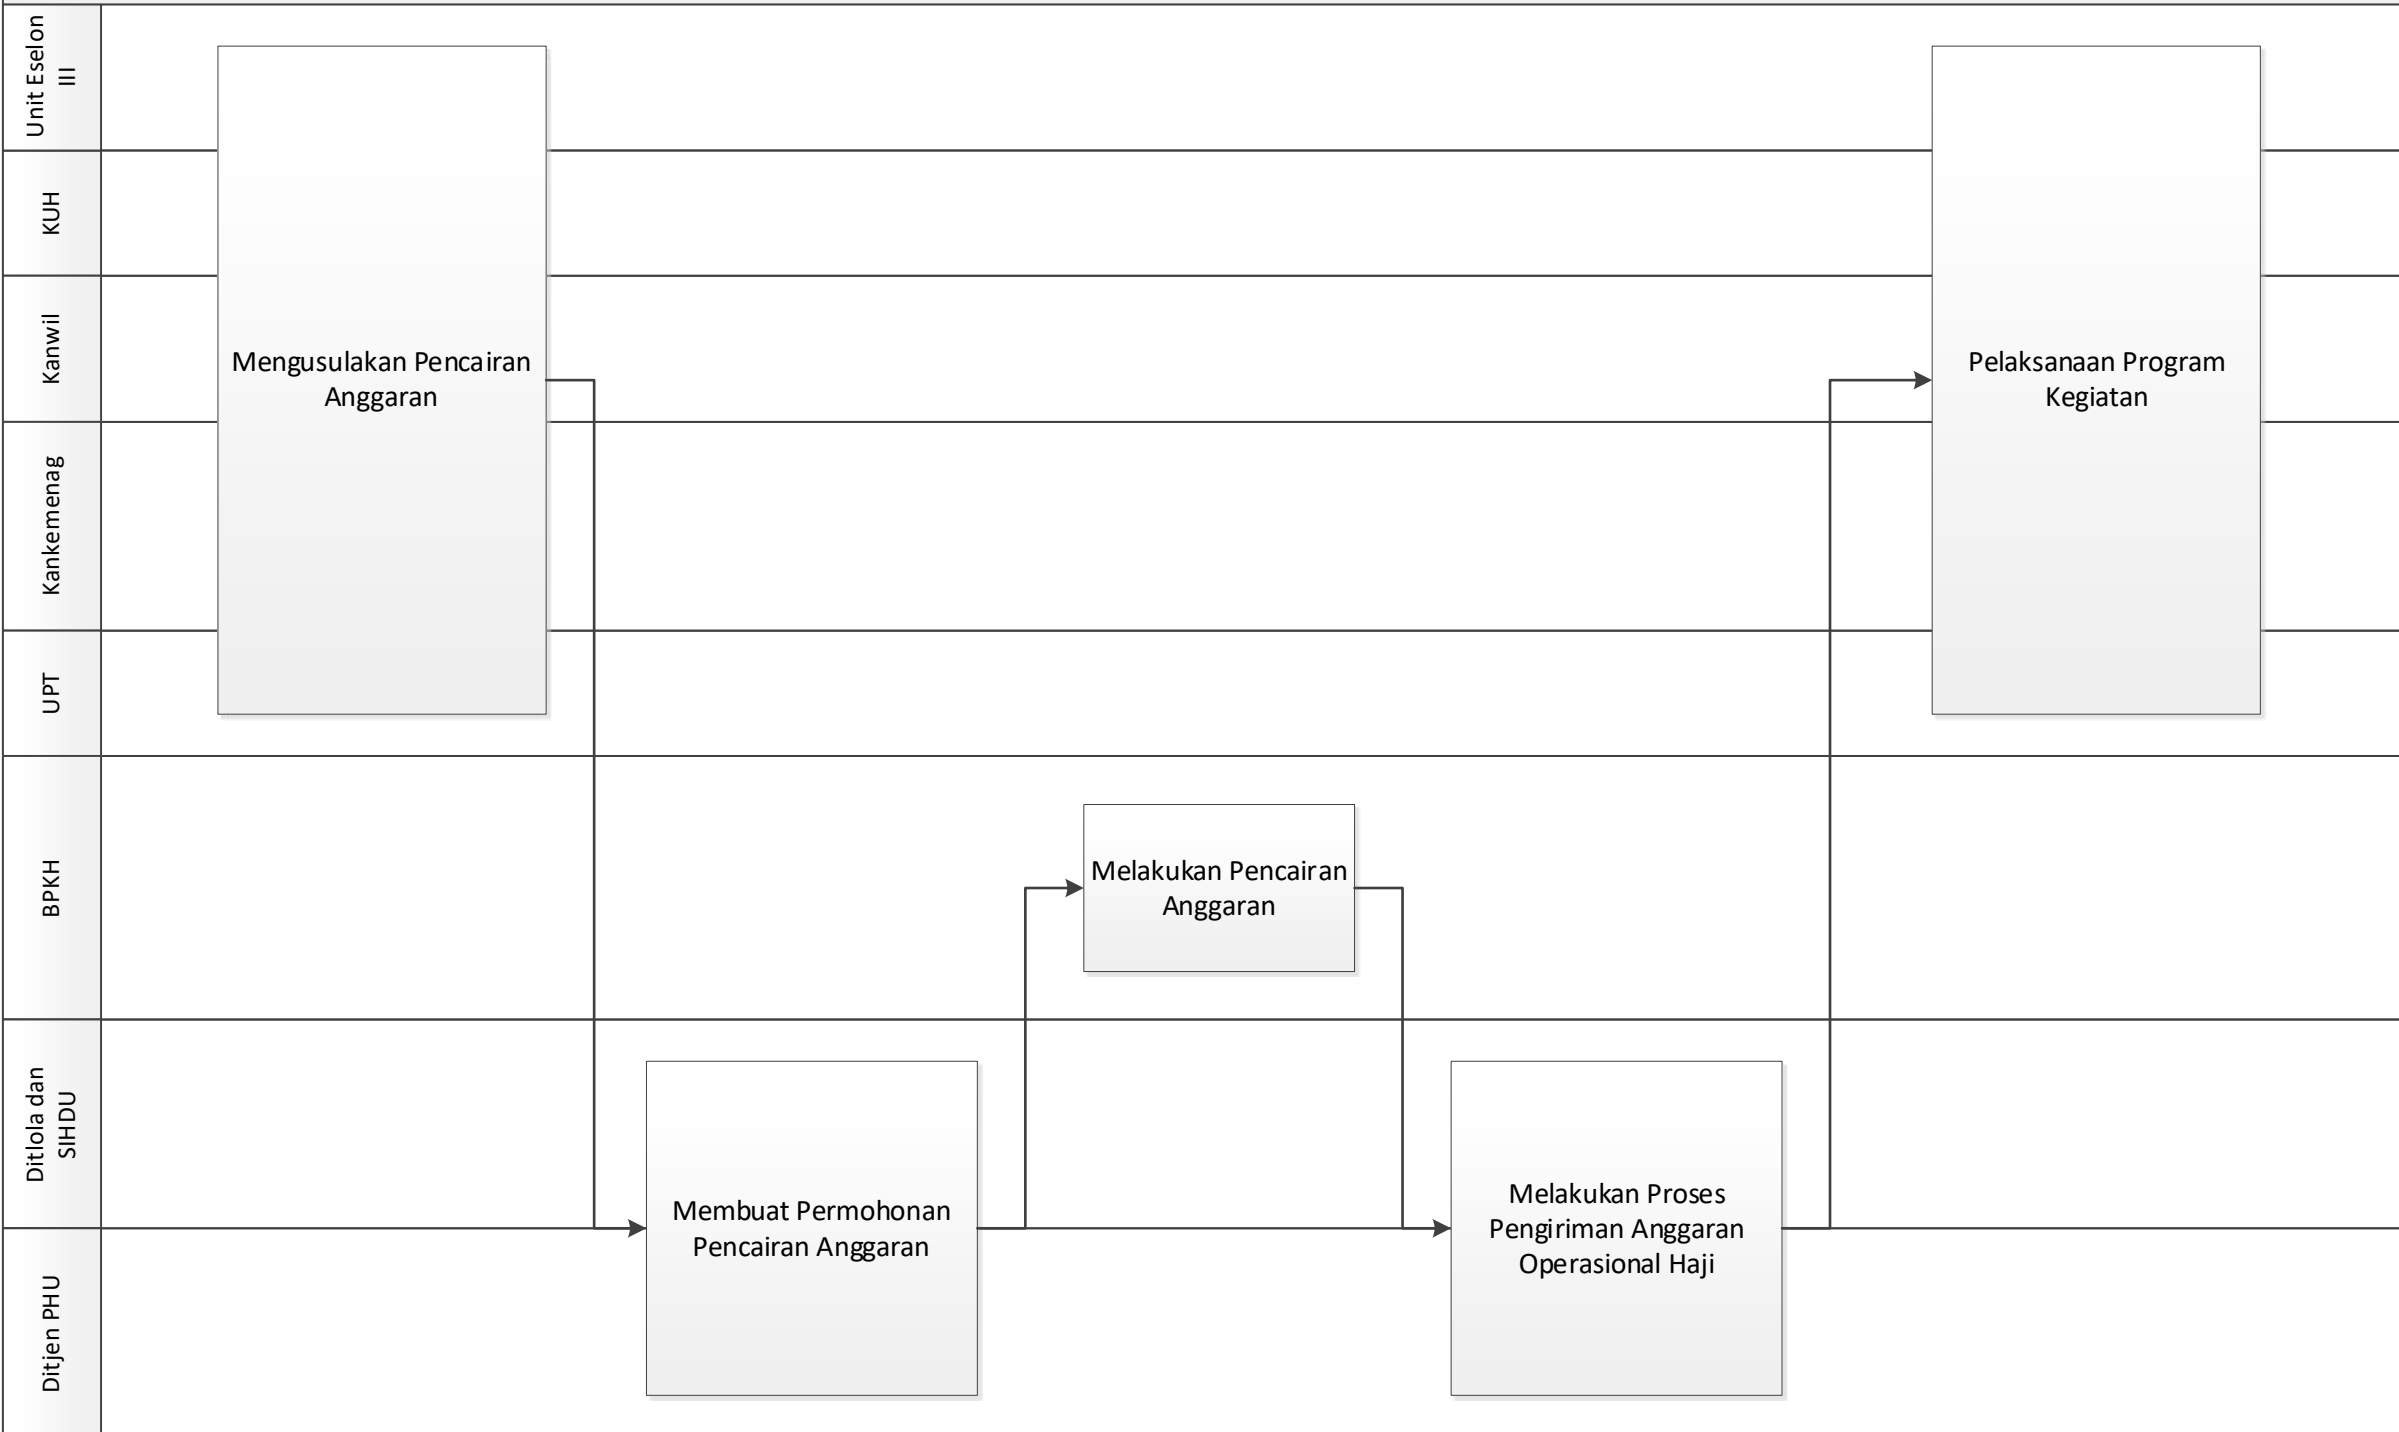 Unit Eselon
III
KUH
Kanwil
Kankemenag
UPT
BPKH
Ditlola dan
SIHDU
Ditjen PHU
Mengusulakan Pencairan
Anggaran
Membuat Permohonan
Pencairan Anggaran
Melakukan Pencairan
Anggaran
Melakukan Proses
Pengiriman Anggaran
Operasional Haji
Pelaksanaan Program
Kegiatan